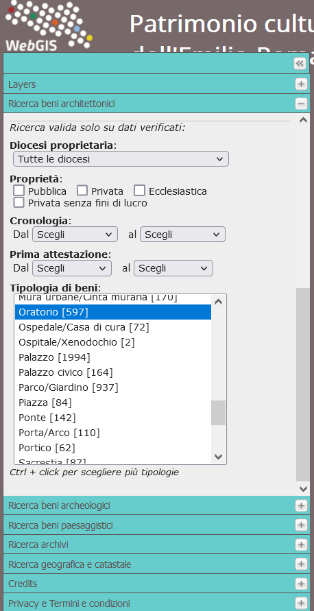 WebGIS
Patrimonio cultu
dell'Emilia-Roma
Layers
Ricerca beni architettonici
Ricerca valida solo su dati verificati:
Diocesi proprietaria:
Tutte le diocesi
Proprietà:
Pubblica Privata Ecclesiastica
Privata senza fini di lucro
Cronologia:
Dal Scegli al Scegli
Prima attestazione:
Dal Scegli al Scegli
Tipologia di beni:
Mura urbane/Cinta muraria [170]
Oratorio [597]
Ospedale/Casa di cura [72]
Ospitale/Xenodochio [2]
Palazzo [1994]
Palazzo civico [164]
Parco/Giardino [937]
Piazza [84]
Ponte [142]
Porta/Arco [110]
Portico [62]
Sacrestia [87]
Ctrl + click per scegliere più tipologie
Ricerca beni archeologici
Ricerca beni paesaggistici
Ricerca archivi
Ricerca geografica e catastale
Credits
Privacy e Termini e condizioni